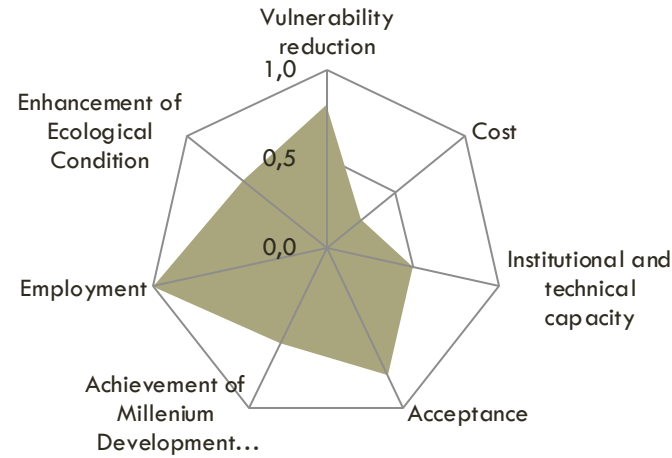 Vulnerability
reduction
1,0
Enhancement of
Ecological
Condition
Cost
0,5
0,0
Institutional and
technical
capacity
Employment
Achievement of
Millenium
Development...
Acceptance